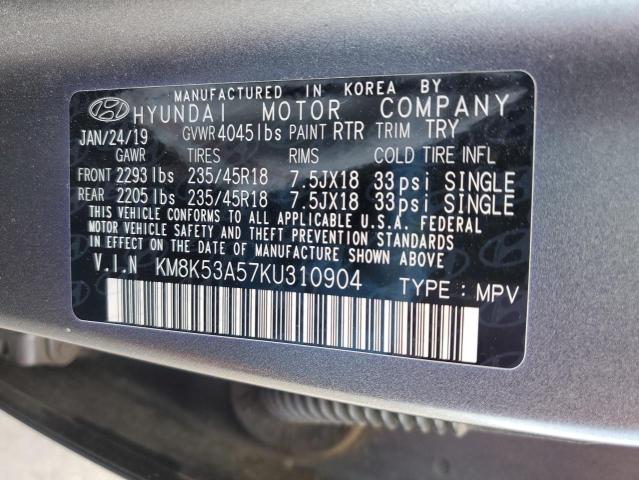 MANUFACTURED IN KOREA BY
HYUNDAI MOTOR COMPANY
JAN/24/19 GVWR 4045lbs PAINT RTR TRIM TRY
GAWR TIRES RIMS COLD TIRE INFL
FRONT 2293 lbs 235/45R18 7.5JX18 33psi SINGLE
REAR 2205 lbs 235/45R18 7.5JX18 33psi SINGLE
THIS VEHICLE CONFORMS TO ALL APPLICABLE U.S.A. FEDERAL
MOTOR VEHICLE SAFETY AND THEFT PREVENTION STANDARDS
IN EFFECT ON THE DATE OF MANUFACTURE SHOWN ABOVE
V.I.N KM8K53A57KU310904 TYPE : MPV